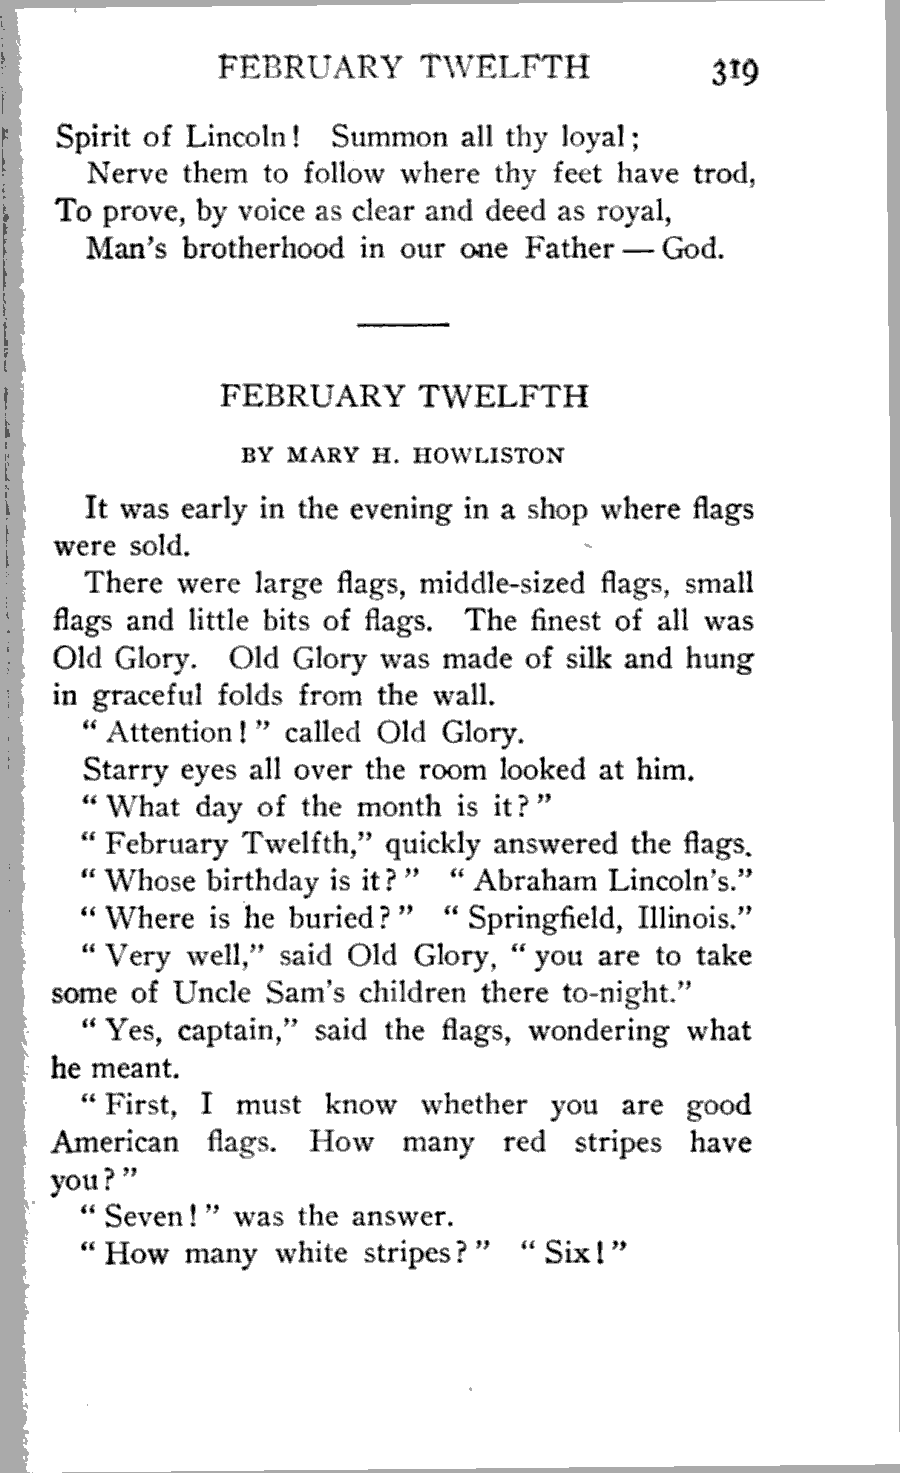 FEBRUARY TWELFTH 319
Spirit of Lincoln! Summon all thy loyal;
Nerve them to follow where thy feet have trod,
To prove, by voice as clear and deed as royal,
Man's brotherhood in our one Father — God.
FEBRUARY TWELFTH
BY MARY H. HOWLISTON
It was early in the evening in a shop where flags
were sold.
There were large flags, middle-sized flags, small
flags and little bits of flags. The finest of all was
Old Glory. Old Glory was made of silk and hung
in graceful folds from the wall.
“Attention!” called Old Glory.
Starry eyes all over the room looked at him.
“What day of the month is it?”
“February Twelfth,” quickly answered the flags.
“Whose birthday is it?” “Abraham Lincoln's.”
“Where is he buried?” “Springfield, Illinois.”
“Very well,” said Old Glory, “you are to take
some of Uncle Sam's children there to-night.”
“Yes, captain,” said the flags, wondering what
he meant.
“First, I must know whether you are good
American flags. How many red stripes have
you?”
“Seven!” was the answer.
“How many white stripes?” “Six!”